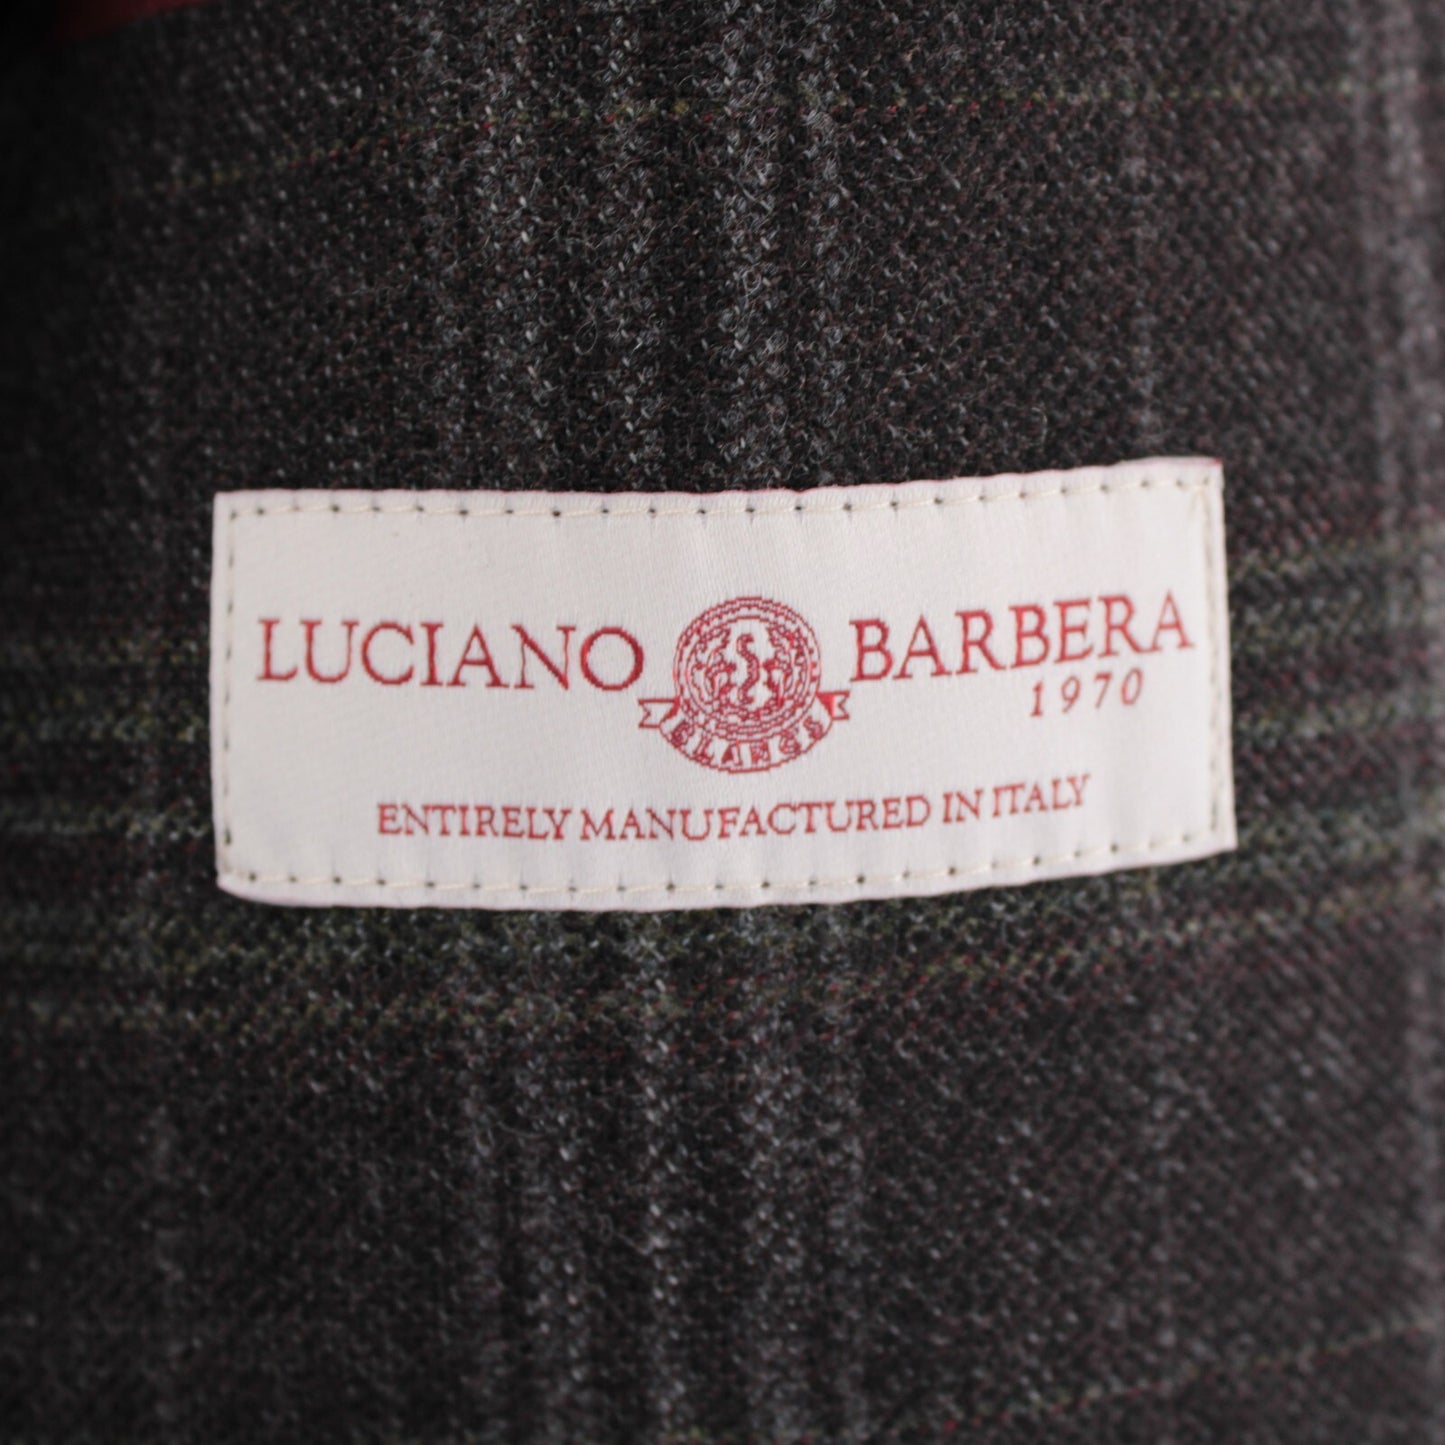 LUCIANO BARBERA
1970
ENTIRELY MANUFACTURED IN ITALY